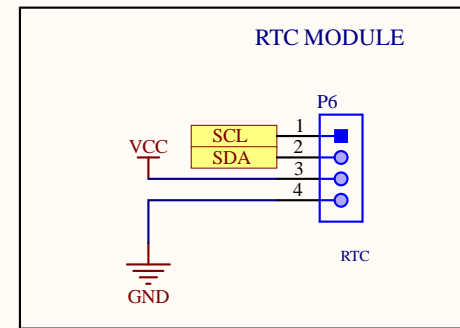 RTC MODULE
P6
SCL 1
SDA 2
VCC 3
4
RTC
GND